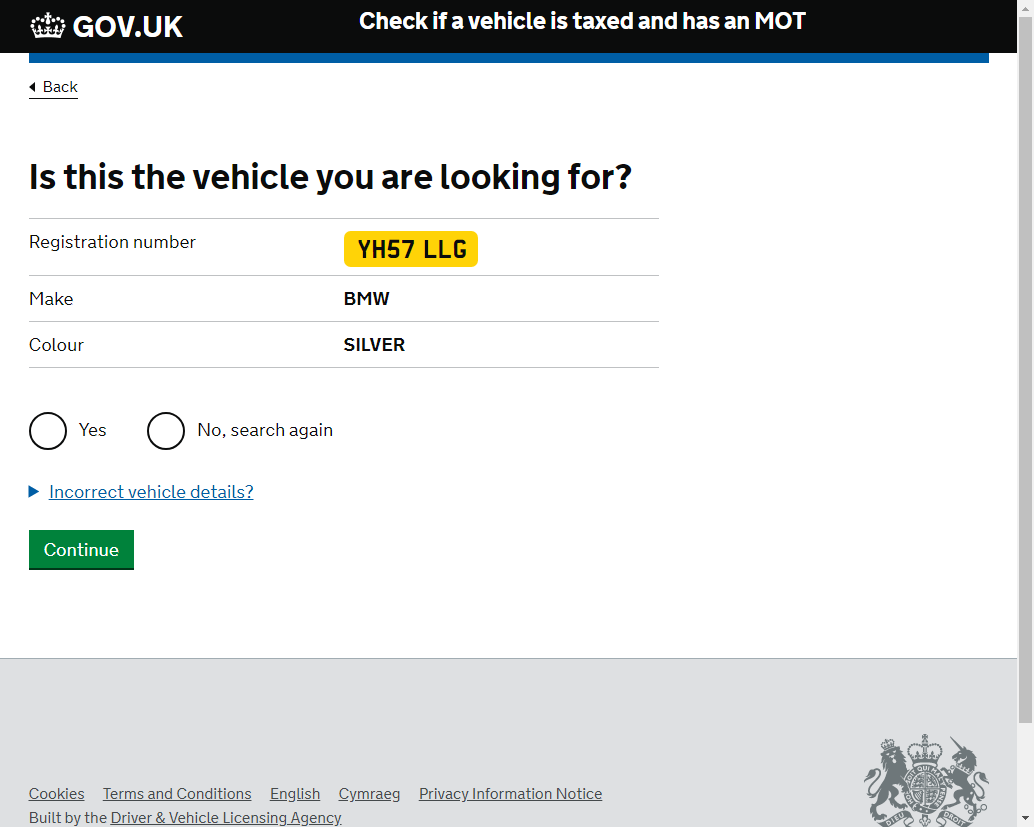 GOV.UK
Check if a vehicle is taxed and has an MOT
Back
Is this the vehicle you are looking for?
Registration number YH57 LLG
Make BMW
Colour SILVER
Yes No, search again
Incorrect vehicle details?
Continue
Cookies Terms and Conditions English Cymraeg Privacy Information Notice
Built by the Driver & Vehicle Licensing Agency